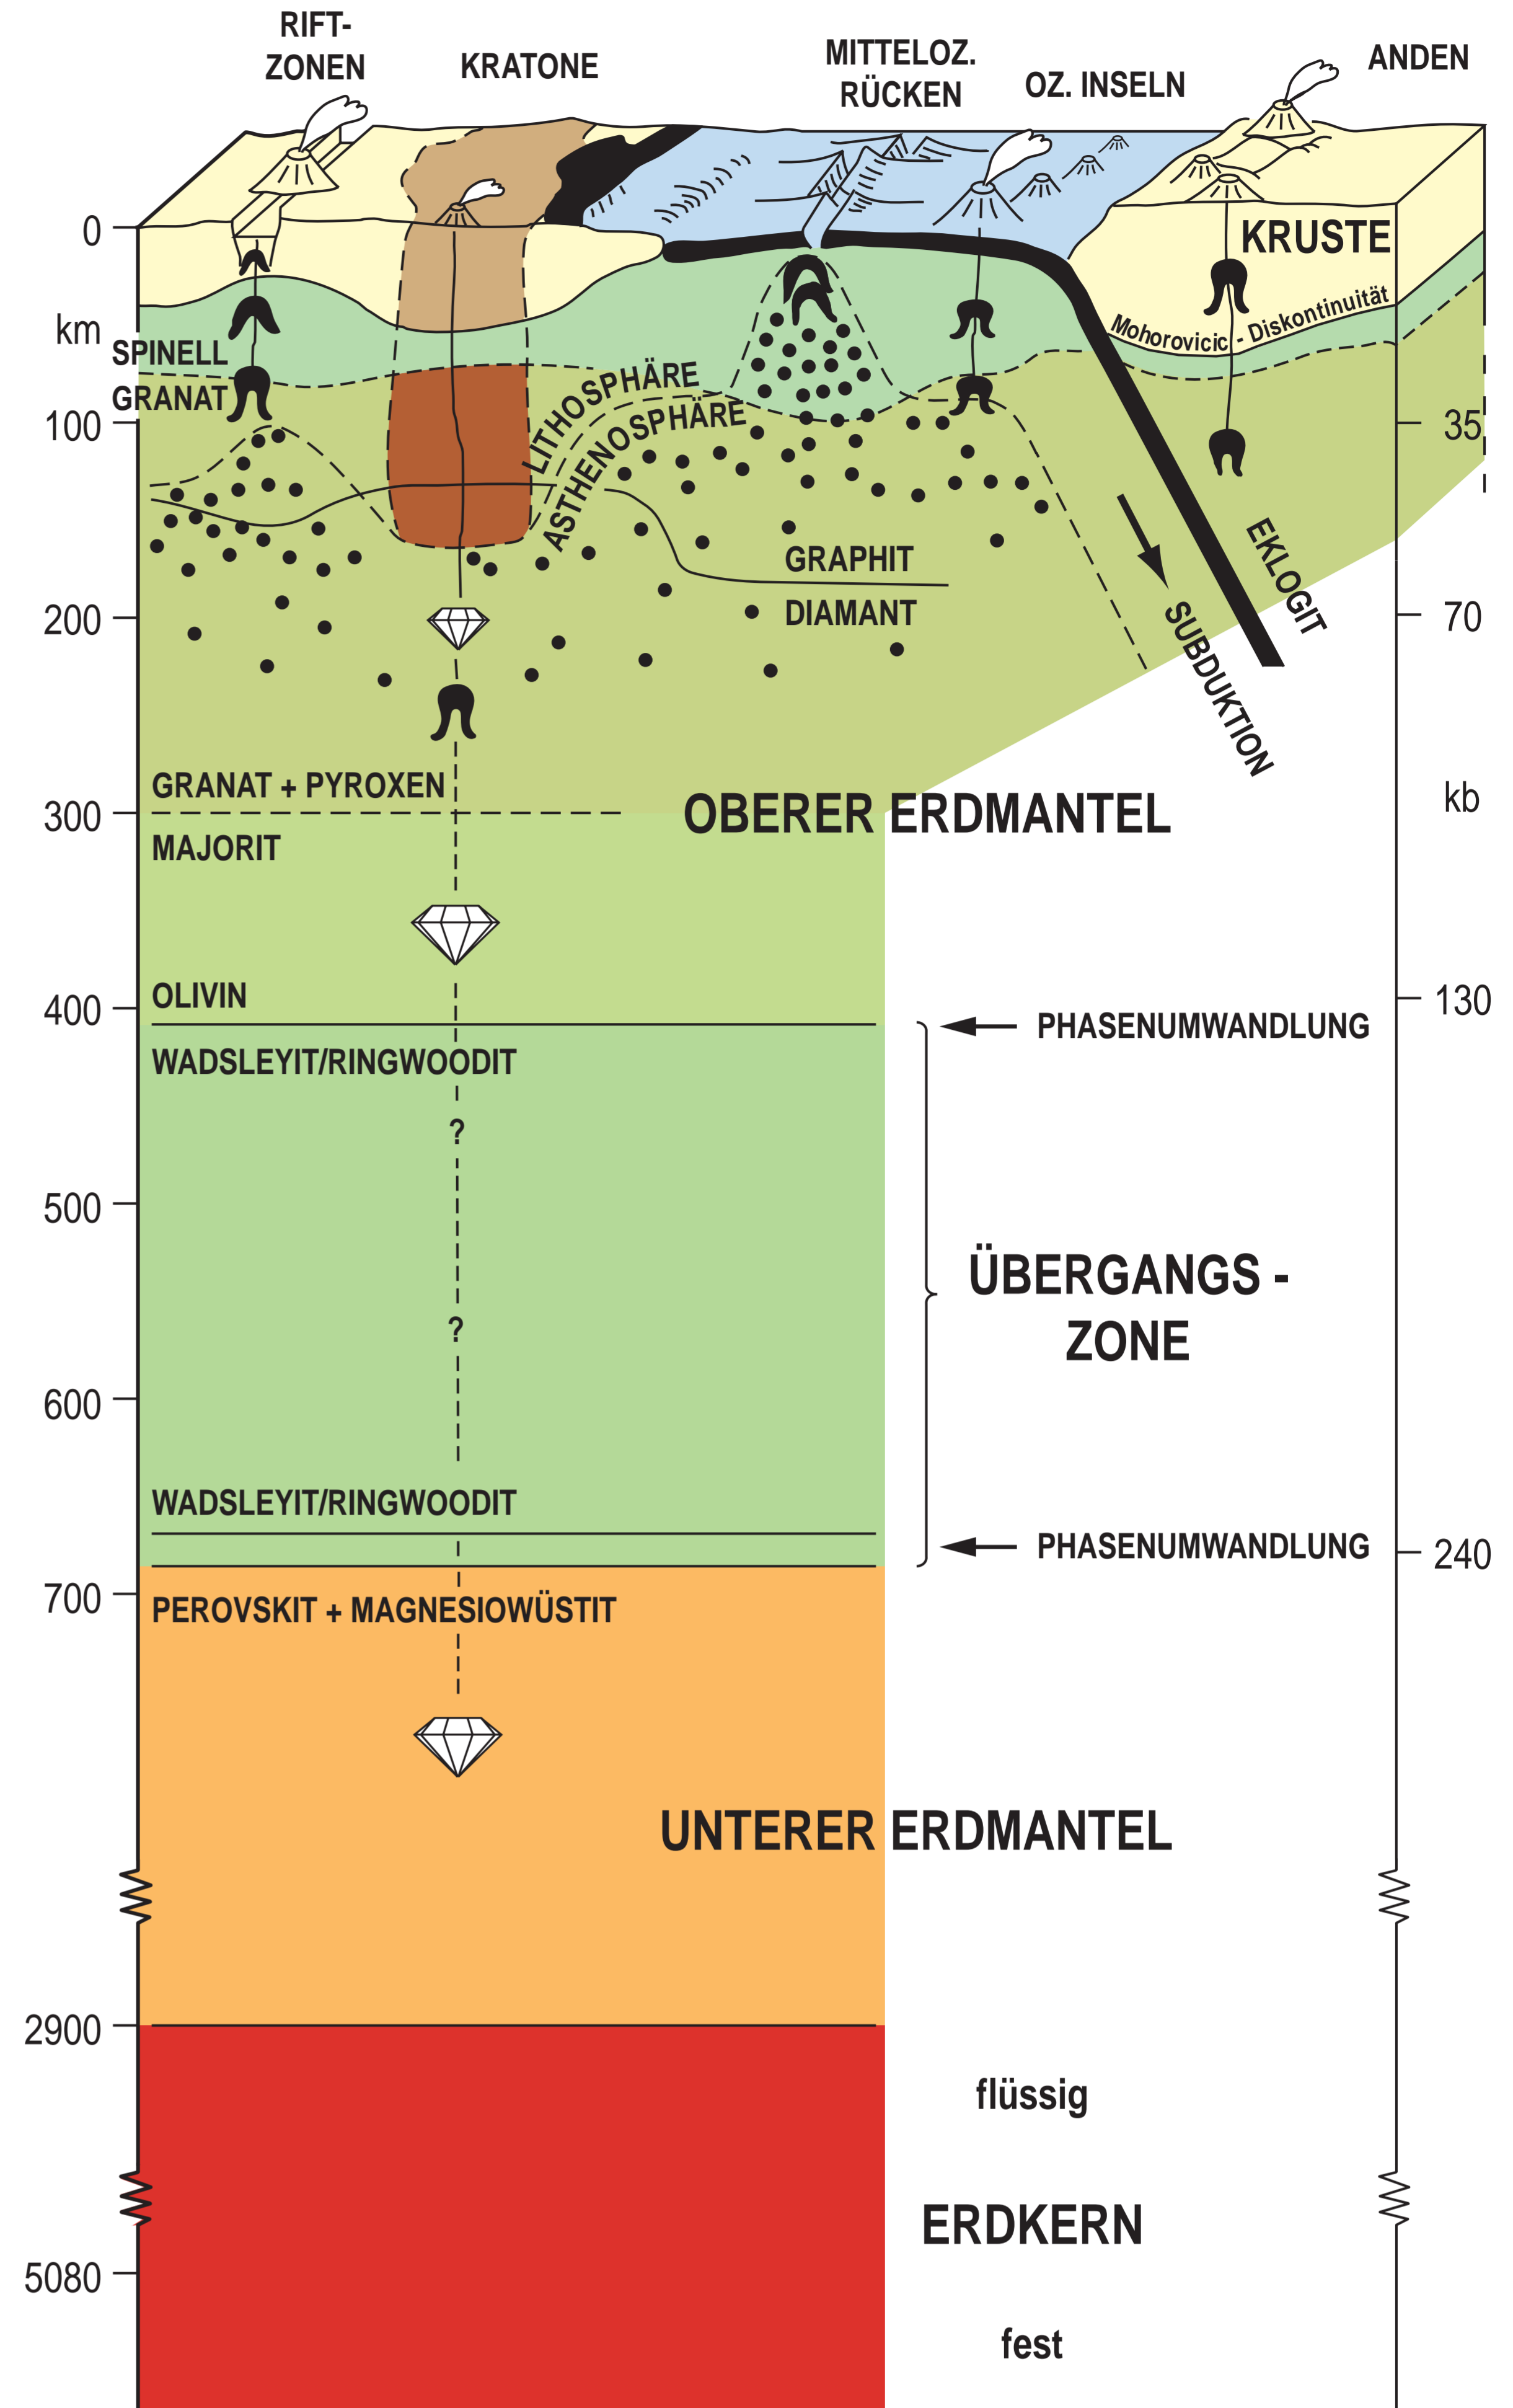 RIFT-
ZONEN
KRATONE
MITTELOZ.
RÜCKEN
OZ. INSELN
ANDEN
0
KRUSTE
km
Mohorovicic - Diskontinuität
SPINELL
GRANAT
LITHOSPHÄRE
ASTHENOSPHÄRE
100
35
GRAPHIT
DIAMANT
EKLOGIT
SUBDUKTION
200
70
GRANAT + PYROXEN
kb
300
OBERER ERDMANTEL
MAJORIT
OLIVIN
400
130
PHASENUMWANDLUNG
WADSLEYIT/RINGWOODIT
?
500
ÜBERGANGS -
ZONE
?
600
WADSLEYIT/RINGWOODIT
PHASENUMWANDLUNG
240
700
PEROVSKIT + MAGNESIOWÜSTIT
UNTERER ERDMANTEL
2900
flüssig
ERDKERN
5080
fest